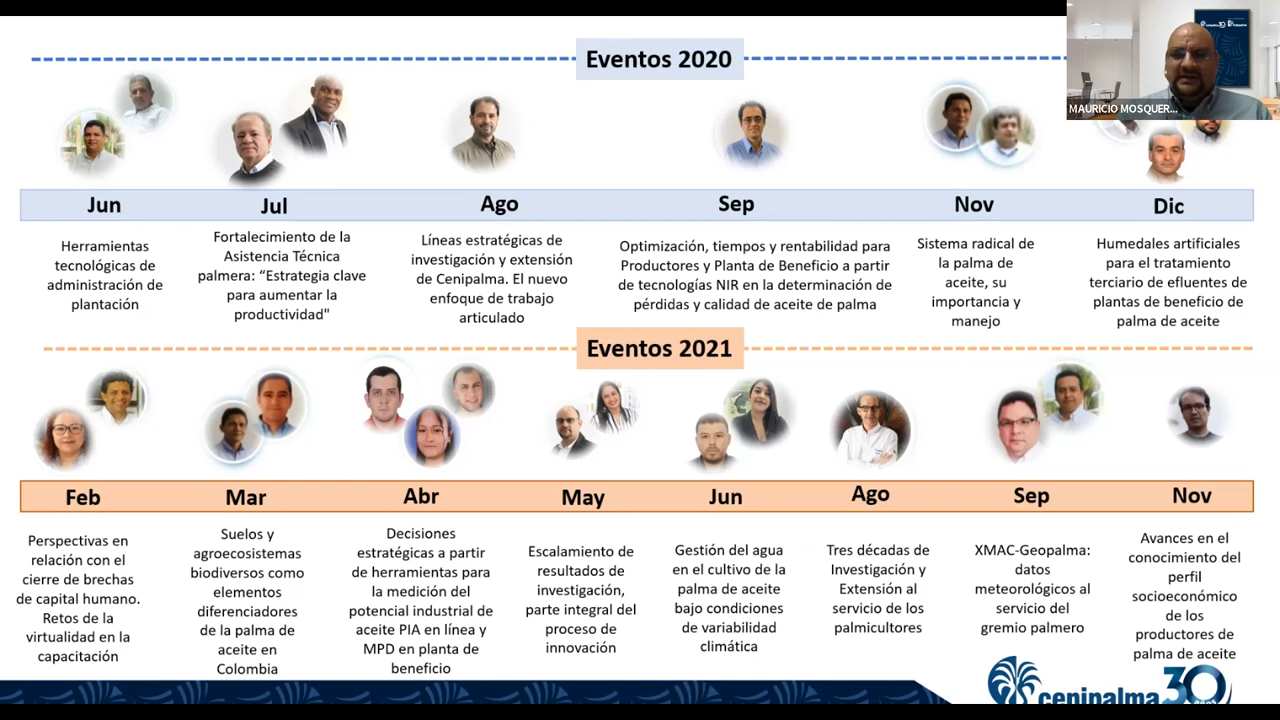 Eventos 2020
MAURICIO MOSQUER...
Jun
Jul
Ago
Sep
Nov
Dic
Herramientas
tecnológicas de
administración de
plantación
Fortalecimiento de la
Asistencia Técnica
palmera: “Estrategia clave
para aumentar la
productividad"
Líneas estratégicas de
investigación y extensión
de Cenipalma. El nuevo
enfoque de trabajo
articulado
Optimización, tiempos y rentabilidad para
Productores y Planta de Beneficio a partir
de tecnologías NIR en la determinación de
pérdidas y calidad de aceite de palma
Sistema radical de
la palma de
aceite, su
importancia y
manejo
Humedales artificiales
para el tratamiento
terciario de efluentes de
plantas de beneficio de
palma de aceite
Eventos 2021
Feb
Mar
Abr
May
Jun
Ago
Sep
Nov
Perspectivas en
relación con el
cierre de brechas
de capital humano.
Retos de la
virtualidad en la
capacitación
Suelos y
agroecosistemas
biodiversos como
elementos
diferenciadores
de la palma de
aceite en
Colombia
Decisiones
estratégicas a partir
de herramientas para
la medición del
potencial industrial de
aceite PIA en línea y
MPD en planta de
beneficio
Escalamiento de
resultados de
investigación,
parte integral del
proceso de
innovación
Gestión del agua
en el cultivo de la
palma de aceite
bajo condiciones
de variabilidad
climática
Tres décadas de
Investigación y
Extensión al
servicio de los
palmicultores
XMAC-Geopalma:
datos
meteorológicos al
servicio del
gremio palmero
Avances en el
conocimiento del
perfil
socioeconómico
de los
productores de
palma de aceite
cenipalma 30